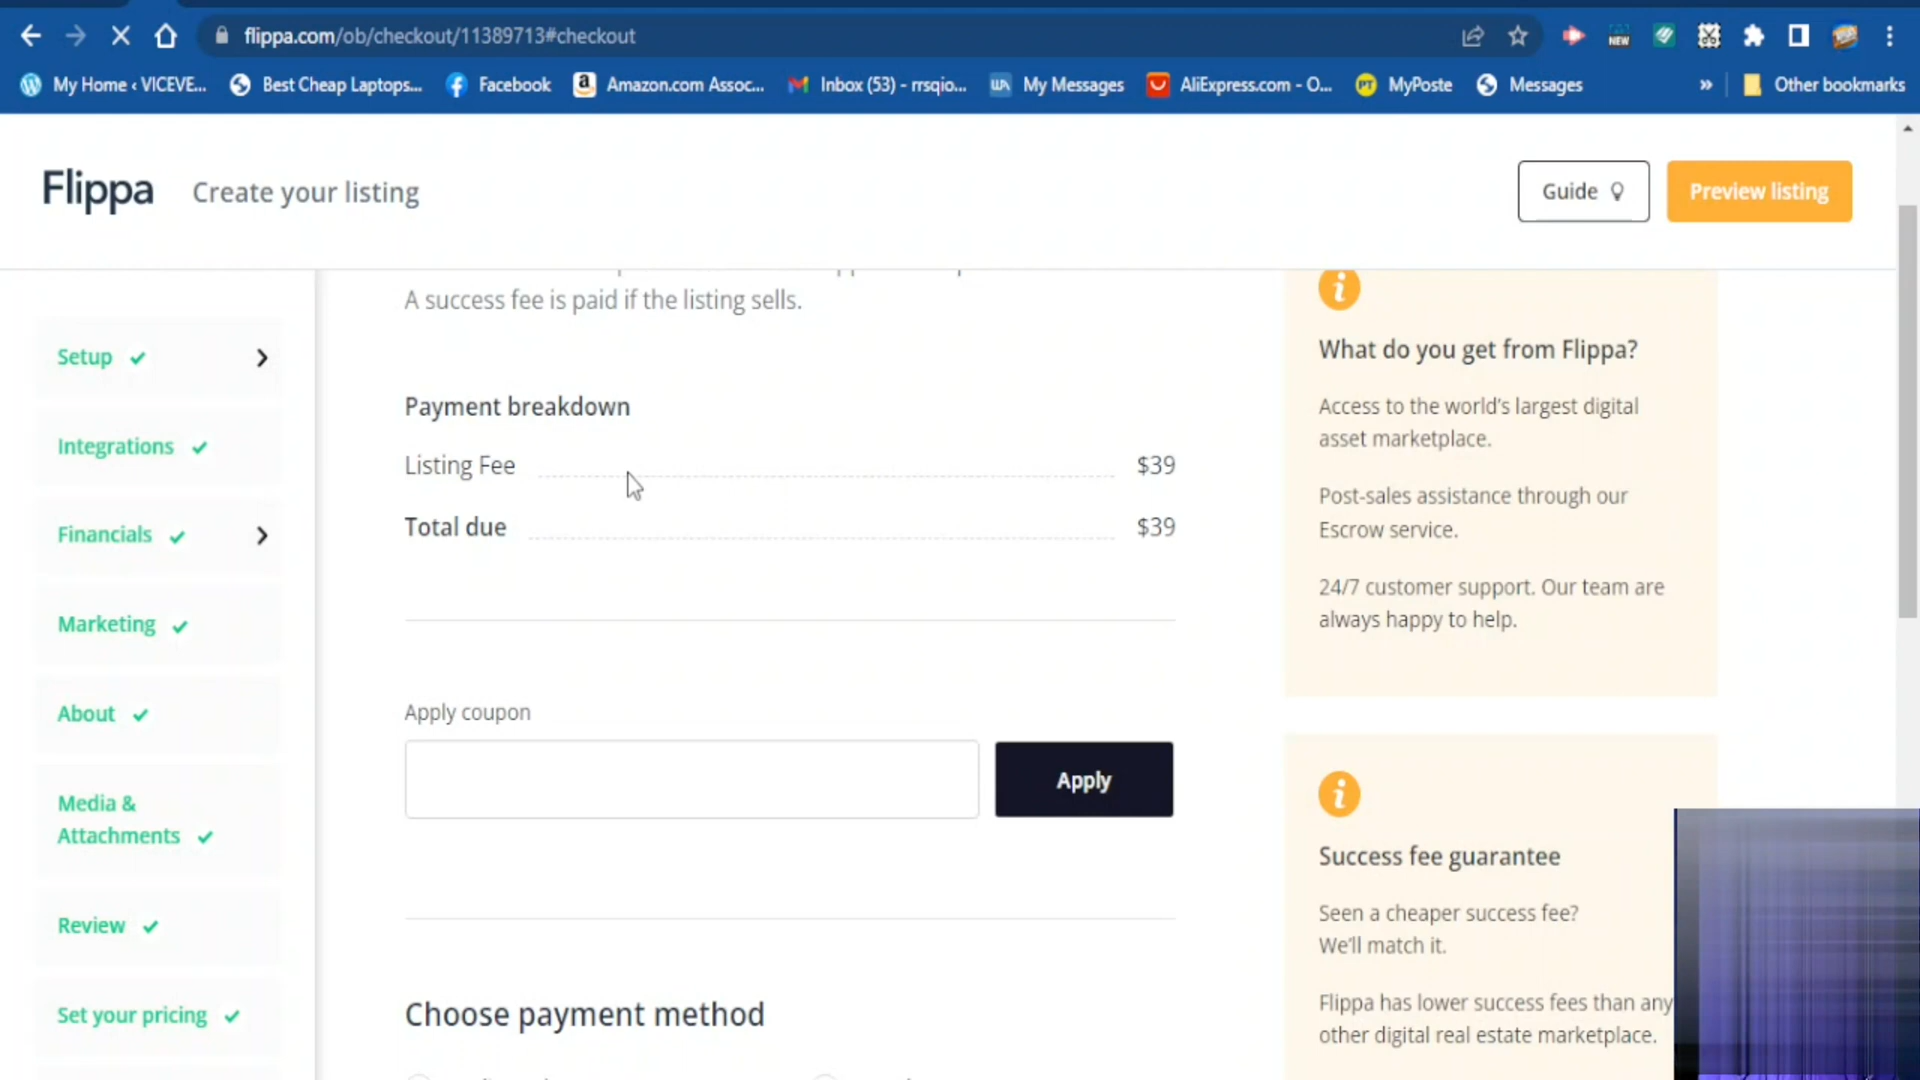 flippa.com/ob/checkout/11389713#checkout
NEW
My Home ‹ VICEVE...
Best Cheap Laptops...
Facebook
Amazon.com Assoc...
Inbox (53) - rrsqio...
My Messages
AliExpress.com - O...
MyPoste
Messages
»
Other bookmarks
Flippa
Create your listing
Guide
Preview listing
Setup
Integrations
Financials
Marketing
About
Media &
Attachments
Review
Set your pricing
A success fee is paid if the listing sells.
Payment breakdown
Listing Fee $39
Total due $39
Apply coupon
Apply
Choose payment method
What do you get from Flippa?
Access to the world's largest digital
asset marketplace.
Post-sales assistance through our
Escrow service.
24/7 customer support. Our team are
always happy to help.
Success fee guarantee
Seen a cheaper success fee?
We'll match it.
Flippa has lower success fees than any
other digital real estate marketplace.